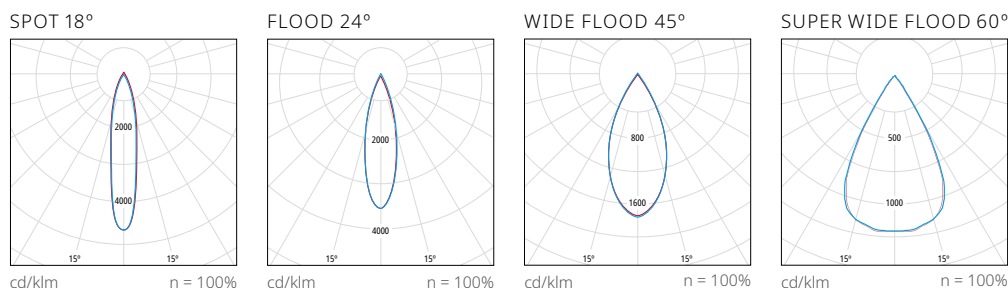 SPOT 18°
2000
4000
15° 15°
cd/klm n = 100%
FLOOD 24°
2000
4000
15° 15°
cd/klm n = 100%
WIDE FLOOD 45°
800
1600
15° 15°
cd/klm n = 100%
SUPER WIDE FLOOD 60°
500
1000
15° 15°
cd/klm n = 100%